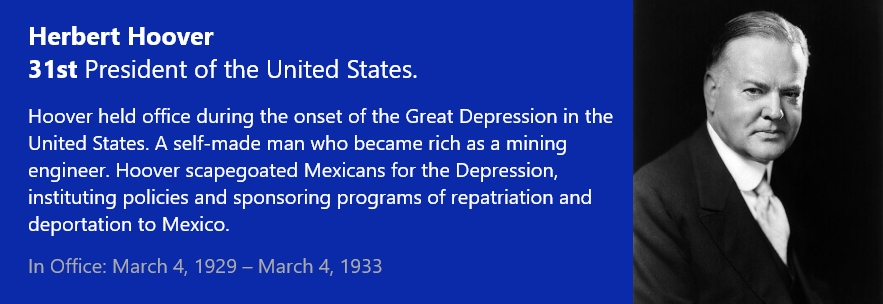 Herbert Hoover
31st President of the United States.
Hoover held office during the onset of the Great Depression in the
United States. A self-made man who became rich as a mining
engineer. Hoover scapegoated Mexicans for the Depression,
instituting policies and sponsoring programs of repatriation and
deportation to Mexico.
In Office: March 4, 1929 – March 4, 1933